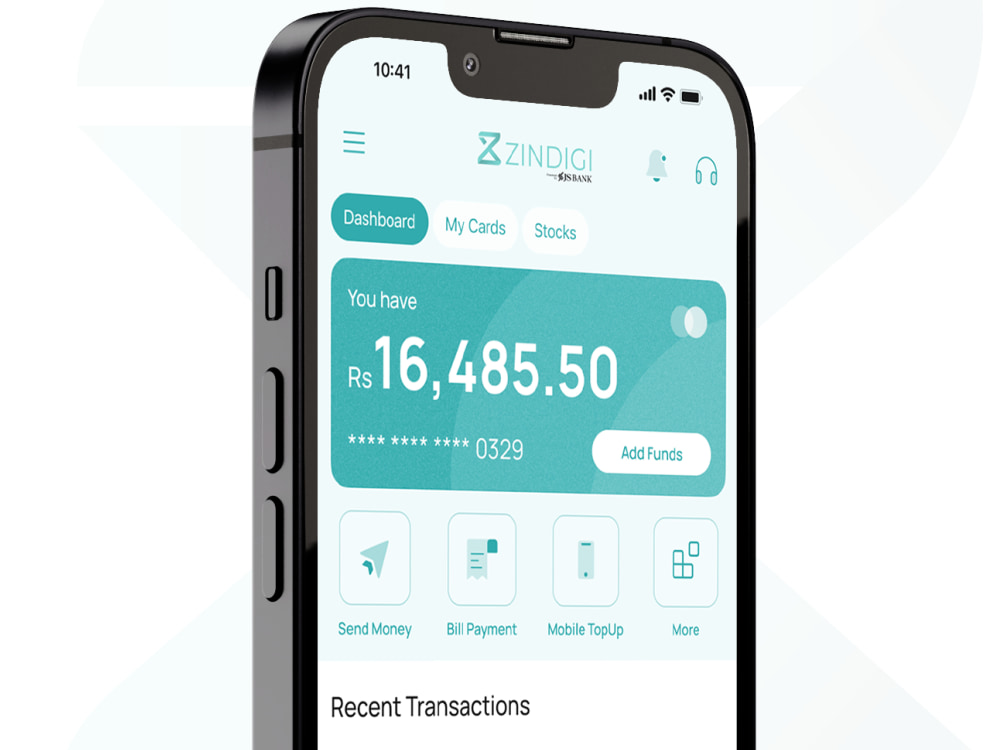 10:41
ZINDIGI
JS BANK
Dashboard
My Cards
Stocks
You have
Rs 16,485.50
**** **** **** 0329
Add Funds
Send Money
Bill Payment
Mobile TopUp
More
Recent Transactions